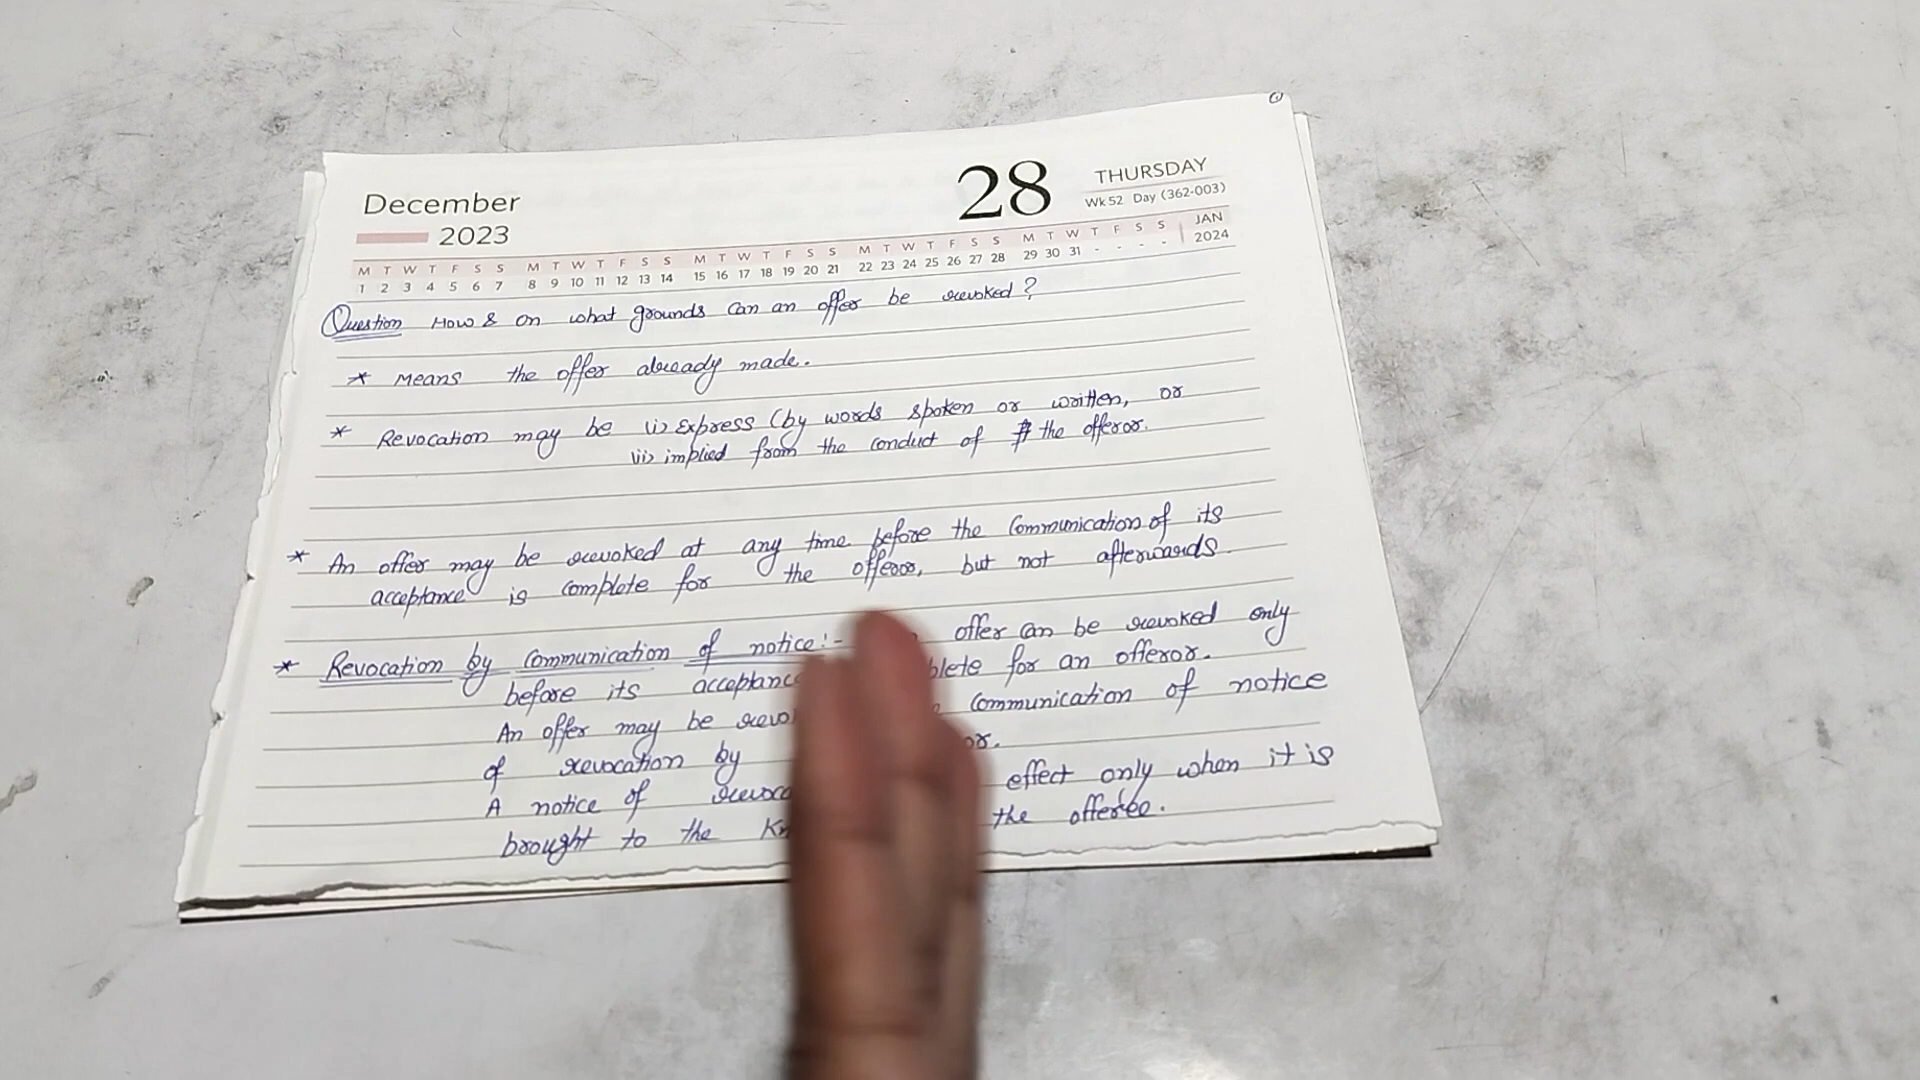 December
2023
28
THURSDAY
Wk 52 Day (362-003)
M T W T F S S M T W T F S S M T W T F S S M T W T F S S M T W T F S S JAN
1 2 3 4 5 6 7 8 9 10 11 12 13 14 15 16 17 18 19 20 21 22 23 24 25 26 27 28 29 30 31 - - - - 2024
Question How & on what grounds can an offer be revoked?
* Means the offer already made.
* Revocation may be (i) Express (by words spoken or written, or
(ii) implied from the conduct of the offeror.
* An offer may be revoked at any time before the communication of its
acceptance is complete for the offeror, but not afterwards.
* Revocation by Communication of notice:- offer can be revoked only
before its for an offeror.
An offer may be communication of notice
of revocation by
A notice of effect only when it is
brought to the the offeree.